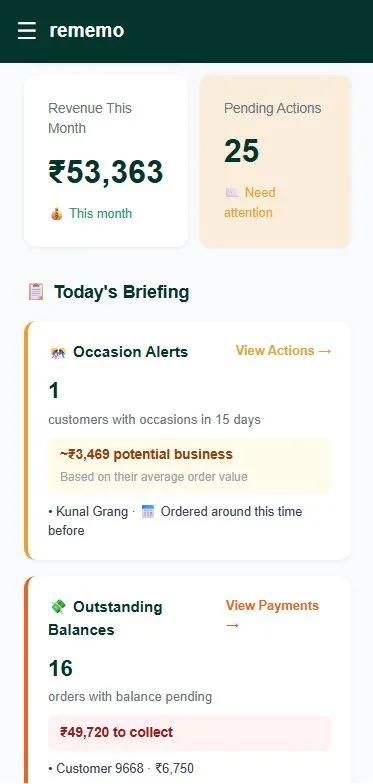 ☰ rememo
Revenue This
Month
₹53,363
💰 This month
Pending Actions
25
📨 Need
attention
📋 Today's Briefing
🎊 Occasion Alerts
View Actions →
1
customers with occasions in 15 days
~₹3,469 potential business
Based on their average order value
• Kunal Grang · 🗓️ Ordered around this time
before
💸 Outstanding
Balances
View Payments
→
16
orders with balance pending
₹49,720 to collect
• Customer 9668 · ₹6,750